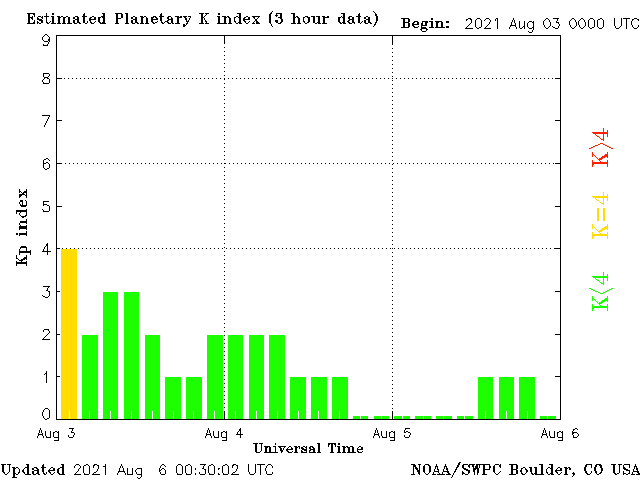 Estimated Planetary K index (3 hour data) Begin: 2021 Aug 03 0000 UTC
9
8
7
6
5
4
3
2
1
0
Kp index
Aug 3 Aug 4 Aug 5 Aug 6
Universal Time
K>4
K=4
K<4
Updated 2021 Aug 6 00:30:02 UTC NOAA/SWPC Boulder, CO USA